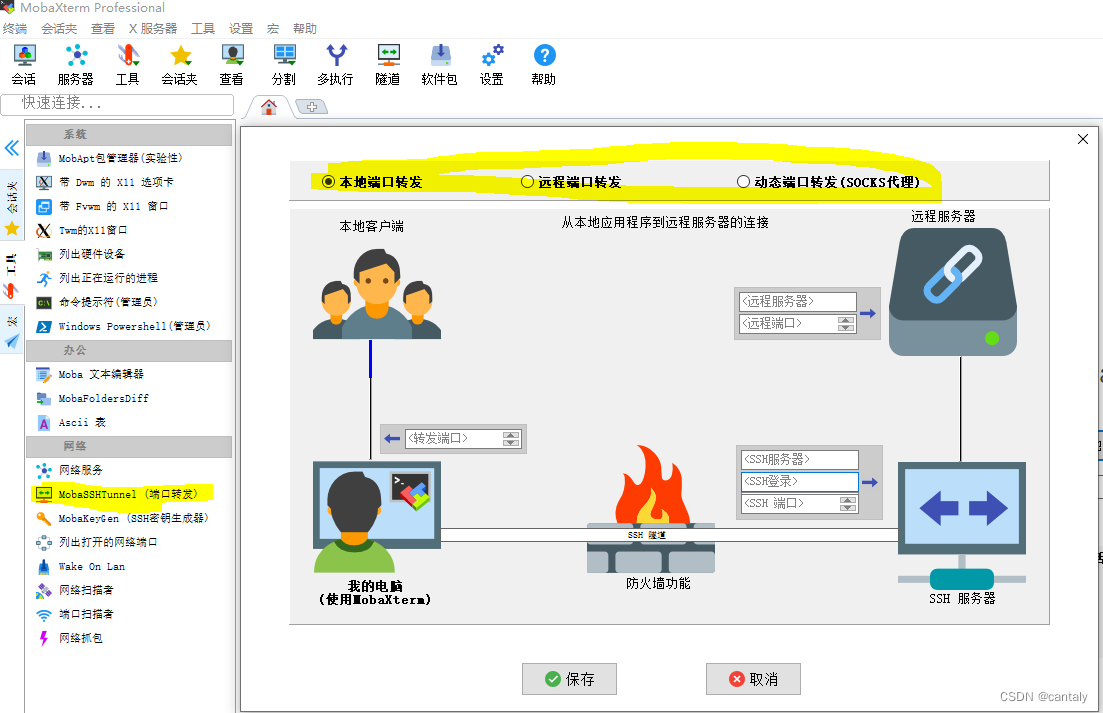 MobaXterm Professional
终端 会话夹 查看 X 服务器 工具 设置 宏 帮助
会话 服务器 工具 会话夹 查看 分割 多执行 隧道 软件包 设置 帮助
快速连接...
会话夹
工具
宏
系统
MobApt包管理器(实验性)
带 Dwm 的 X11 选项卡
带 Fvwm 的 X11 窗口
Twm的X11窗口
列出硬件设备
列出正在运行的进程
命令提示符(管理员)
Windows Powershell(管理员)
办公
Moba 文本编辑器
MobaFoldersDiff
Ascii 表
网络
网络服务
MobaSSHTunnel (端口转发)
MobaKeyGen (SSH密钥生成器)
列出打开的网络端口
Wake On Lan
网络扫描者
端口扫描者
网络抓包
本地端口转发 远程端口转发 动态端口转发(SOCKS代理)
本地客户端
从本地应用程序到远程服务器的连接
远程服务器
<远程服务器>
<远程端口>
<转发端口>
<SSH服务器>
<SSH登录>
<SSH 端口>
SSH 隧道
我的电脑
(使用MobaXterm)
防火墙功能
SSH 服务器
保存 取消
CSDN @cantaly